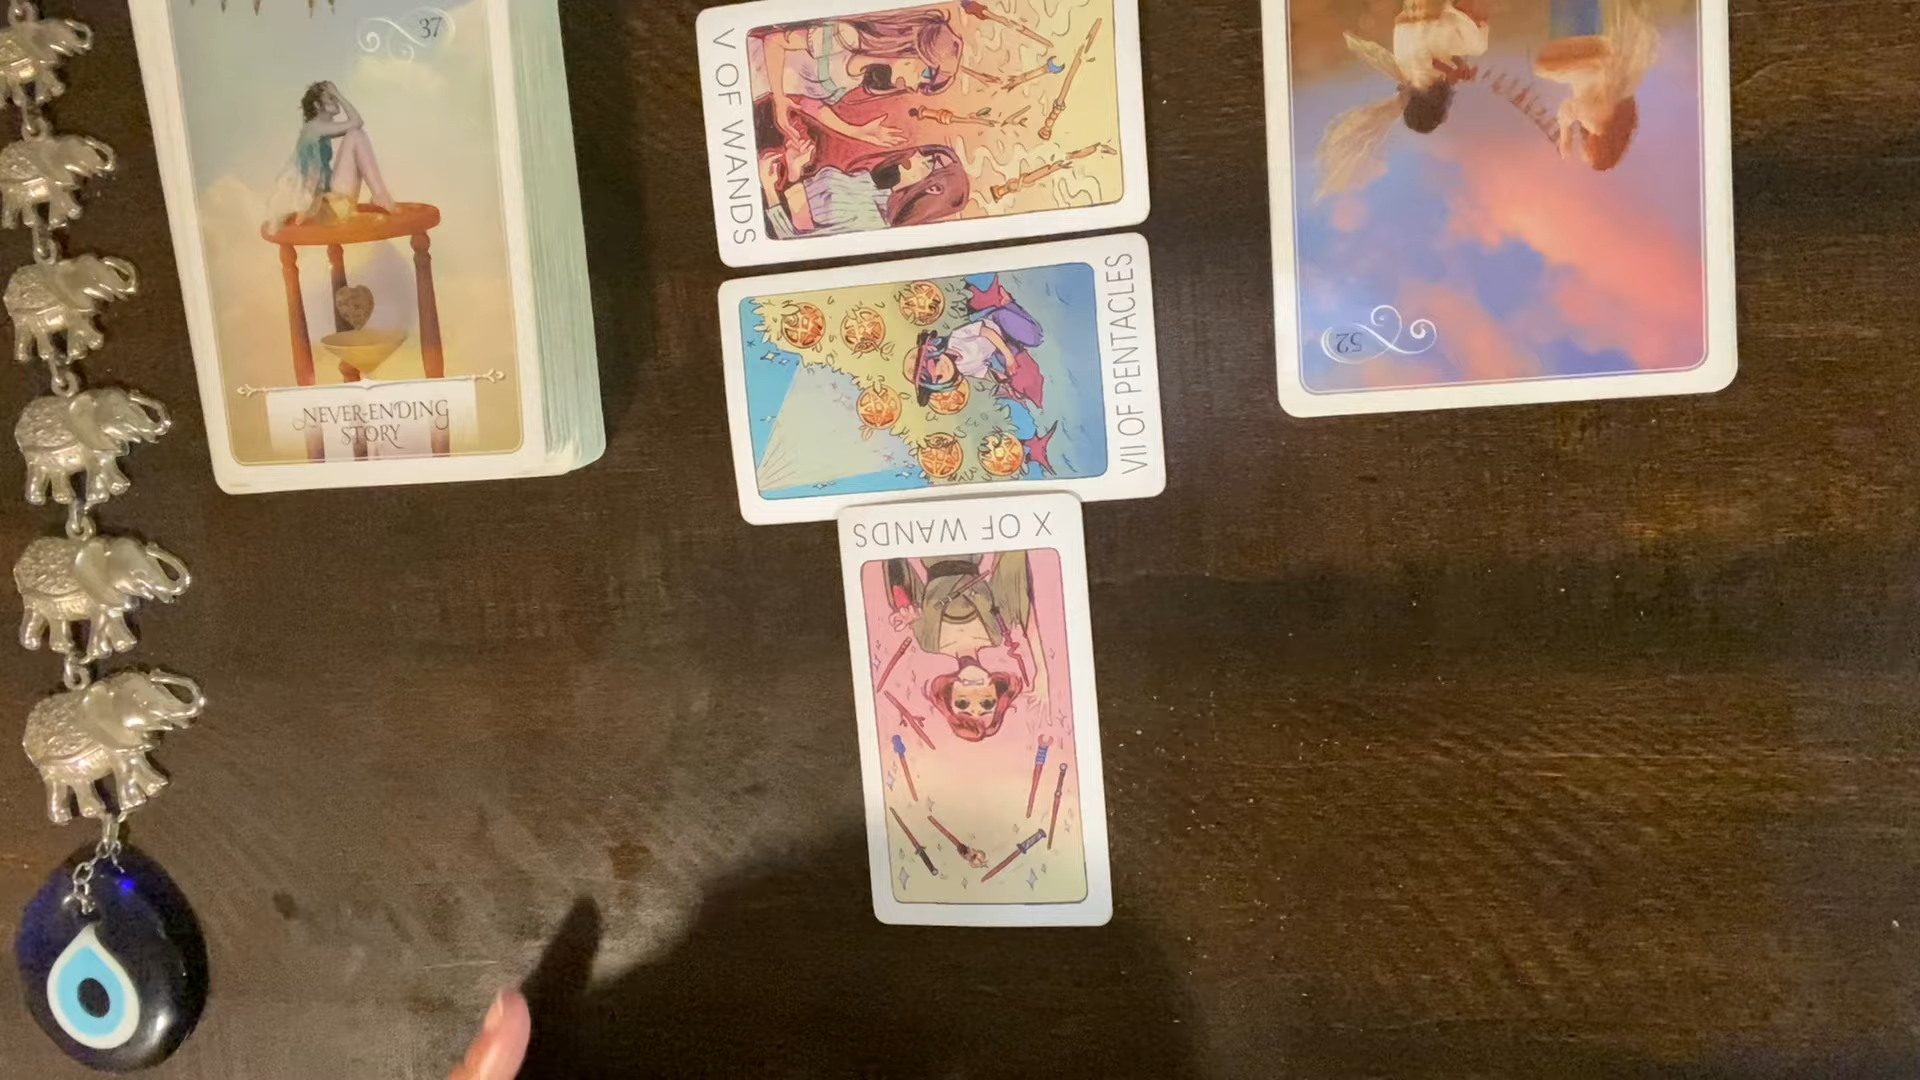 37
NEVER-ENDING
STORY
V OF WANDS
VII OF PENTACLES
X OF WANDS
52